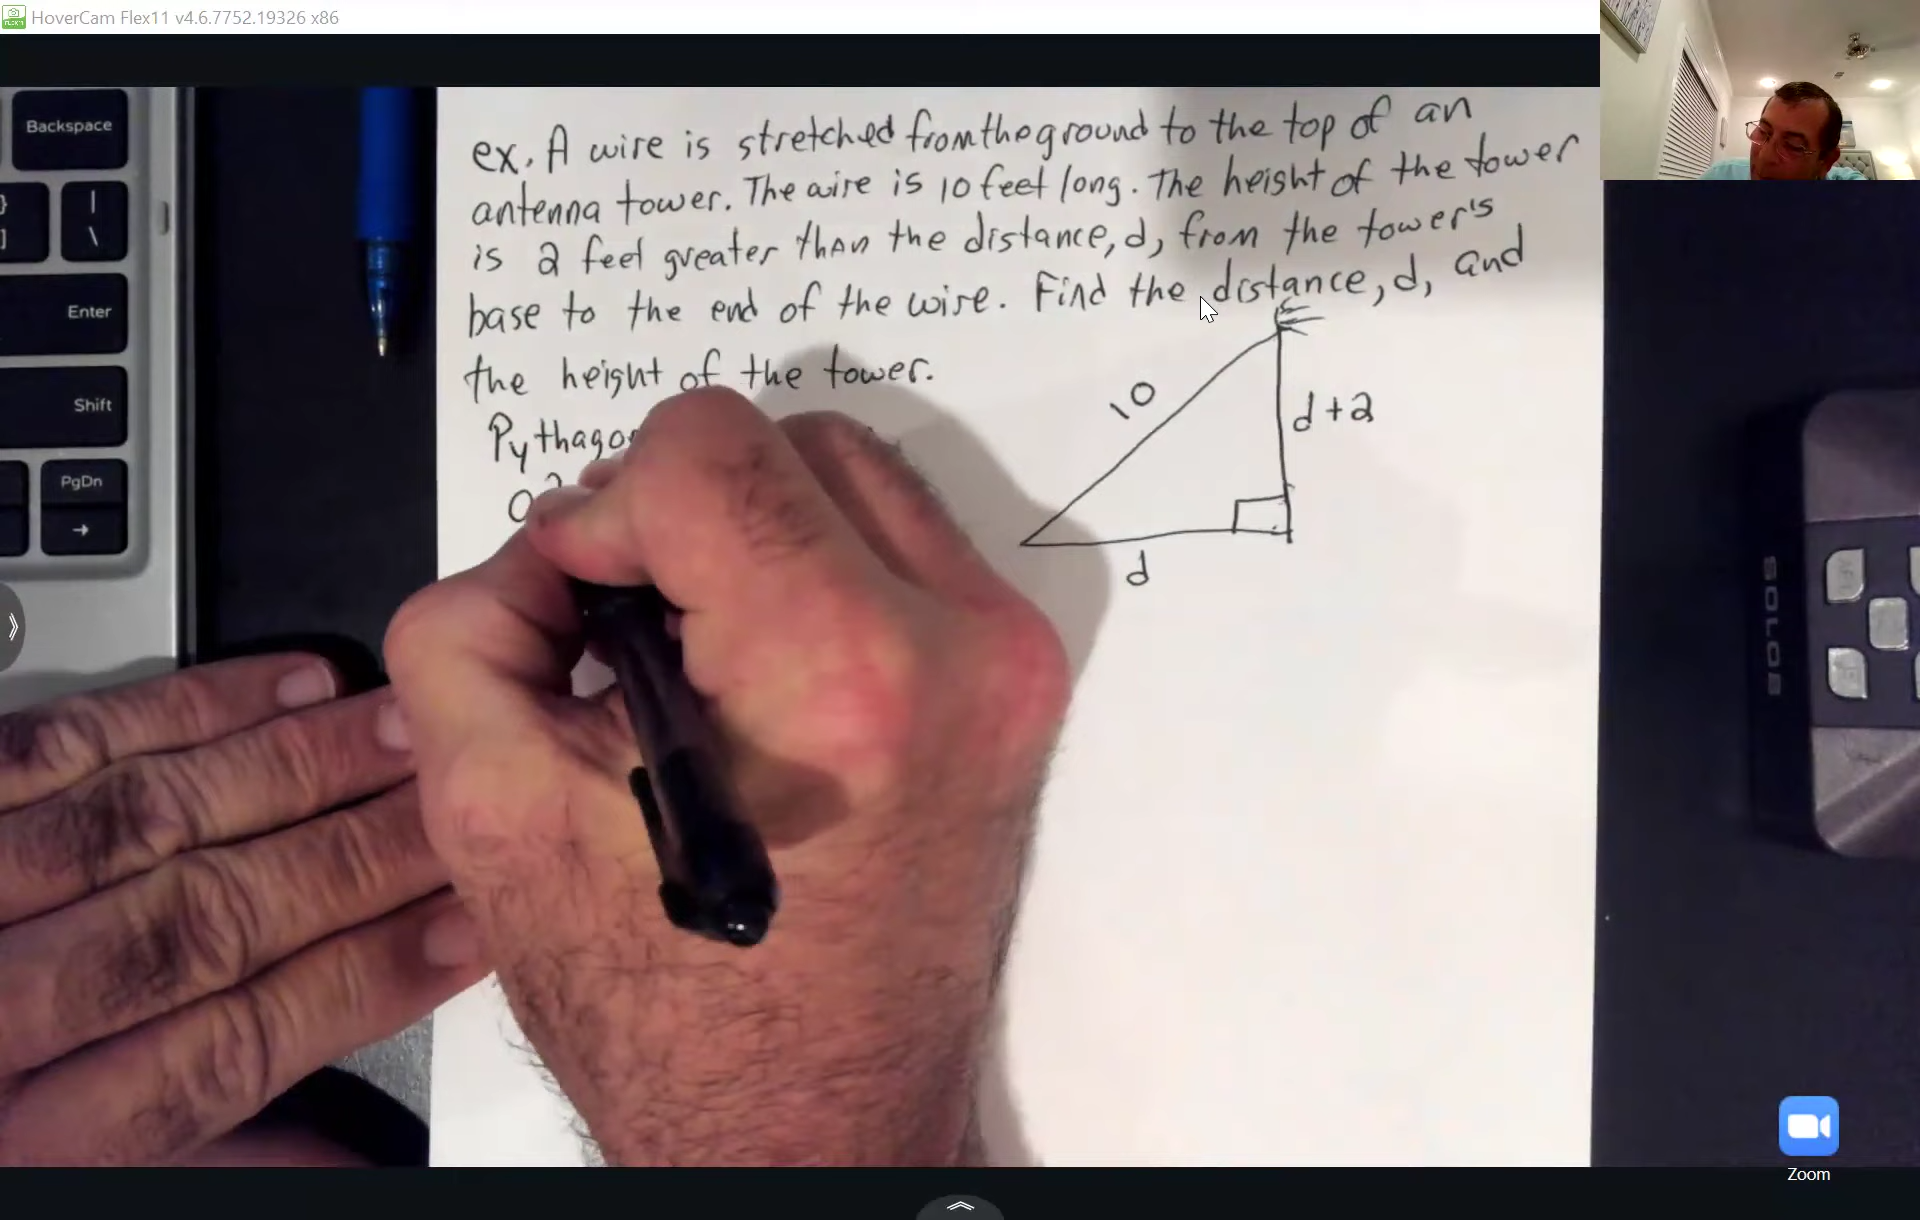 HoverCam Flex11 v4.6.7752.19326 x86
ex. A wire is stretched from the ground to the top of an
antenna tower. The wire is 10 feet long. The height of the tower
is 2 feet greater than the distance, d, from the tower's
base to the end of the wire. Find the distance, d, and
the height of the tower.
10
d+2
d
Backspace
}
]
|
\
Enter
Shift
PgDn
→
SOLO8
Zoom